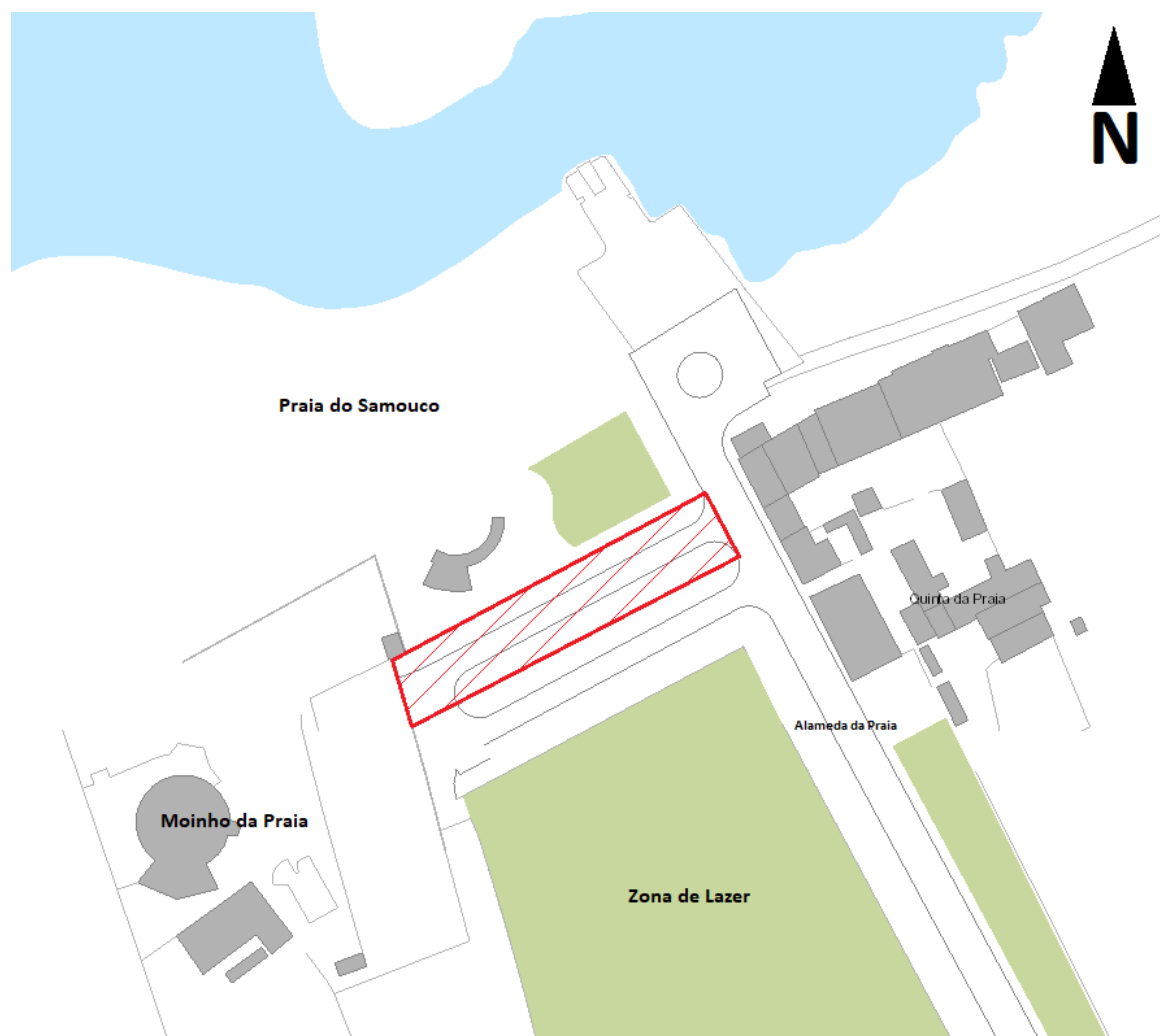 N
Praia do Samouco
Quinta da Praia
Alameda da Praia
Moinho da Praia
Zona de Lazer